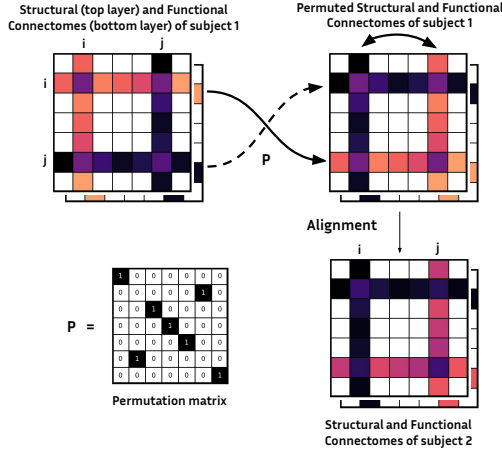 Structural (top layer) and Functional
Connectomes (bottom layer) of subject 1
Permuted Structural and Functional
Connectomes of subject 1
i j
i
j
P
Alignment
i j
P =
1 0 0 0 0 0 0
0 0 0 0 0 1 0
0 0 1 0 0 0 0
0 0 0 1 0 0 0
0 0 0 0 1 0 0
0 1 0 0 0 0 0
0 0 0 0 0 0 1
Permutation matrix
Structural and Functional
Connectomes of subject 2